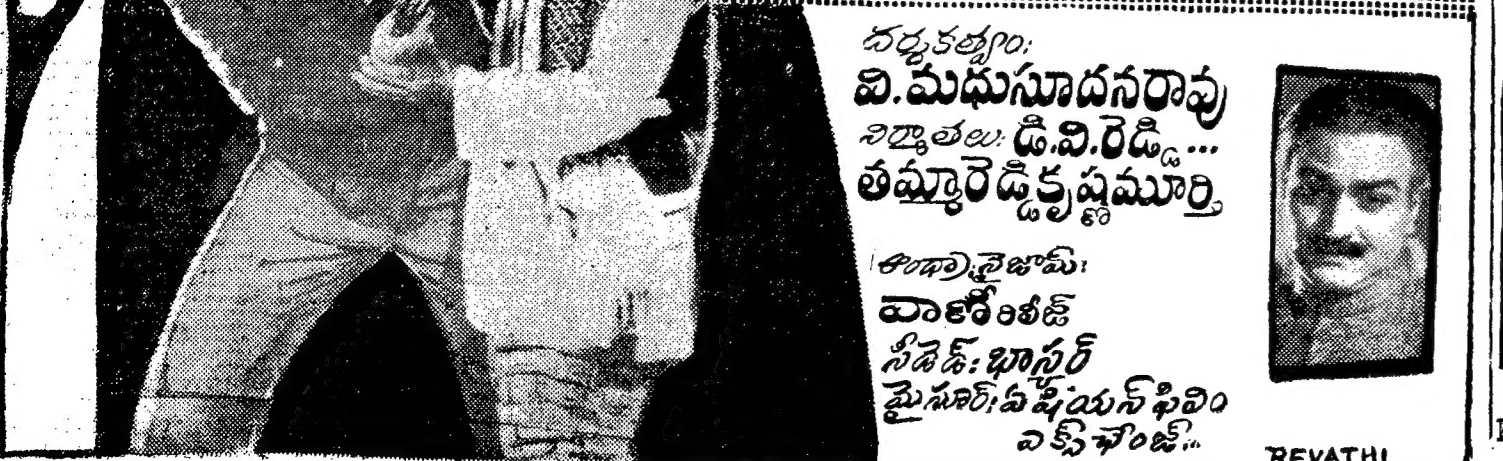 దర్శకత్వం:
వి.మధుసూదనరావు
నిర్మాతలు: డి.వి.రెడ్డి...
తమ్మారెడ్డికృష్ణమూర్తి
ఆంధ్రా,నైజామ్:
వాణీరిలీజ్
సీడెడ్: భాస్కర్
మైసూర్: ఏషియన్ ఫిలిం
ఎక్స్ఛేంజ్...
REVATHI